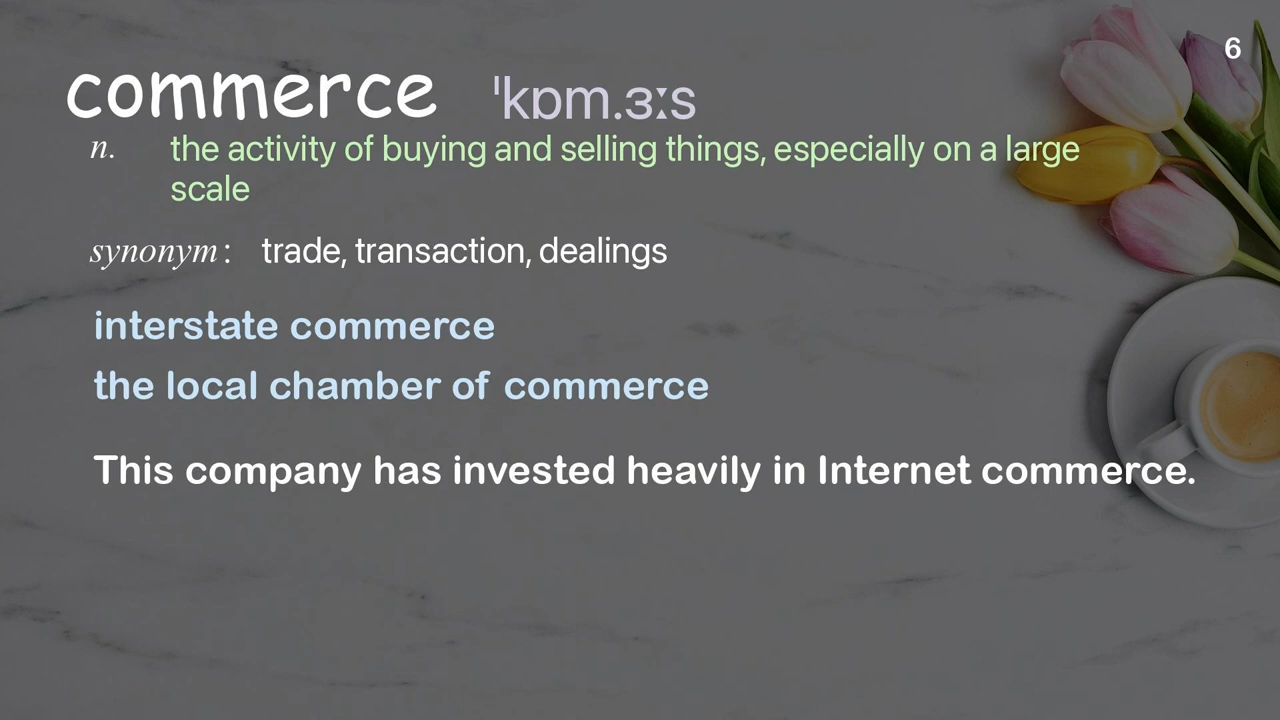 6
commerce ˈkɒm.ɜːs
n. the activity of buying and selling things, especially on a large
scale
synonym: trade, transaction, dealings
interstate commerce
the local chamber of commerce
This company has invested heavily in Internet commerce.